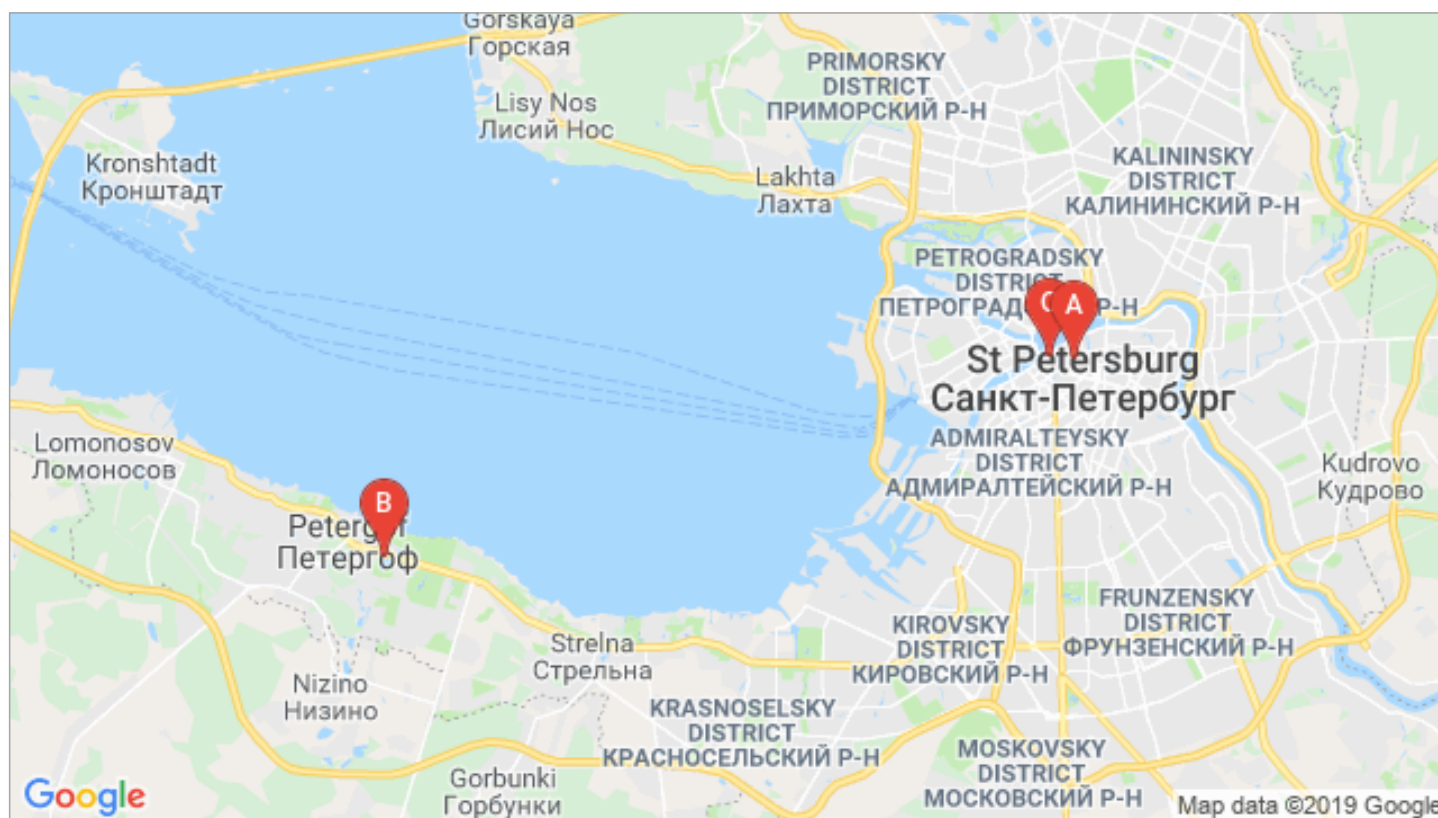 Gorskaya
Горская
PRIMORSKY
DISTRICT
ПРИМОРСКИЙ Р-Н
Lisy Nos
Лисий Нос
Kronshtadt
Кронштадт
KALININSKY
DISTRICT
КАЛИНИНСКИЙ Р-Н
Lakhta
Лахта
PETROGRADSKY
DISTRICT
Р-Н
C
A
St Petersburg
Санкт-Петербург
ADMIRALTEYSKY
DISTRICT
АДМИРАЛТЕЙСКИЙ Р-Н
Lomonosov
Ломоносов
Kudrovo
Кудрово
B
Petergof
Петергоф
FRUNZENSKY
DISTRICT
ФРУНЗЕНСКИЙ Р-Н
KIROVSKY
DISTRICT
КИРОВСКИЙ Р-Н
Strelna
Стрельна
Nizino
Низино
KRASNOSELSKY
DISTRICT
КРАСНОСЕЛЬСКИЙ Р-Н
MOSKOVSKY
DISTRICT
МОСКОВСКИЙ Р-Н
Gorbunki
Горбунки
Google
Map data ©2019 Google